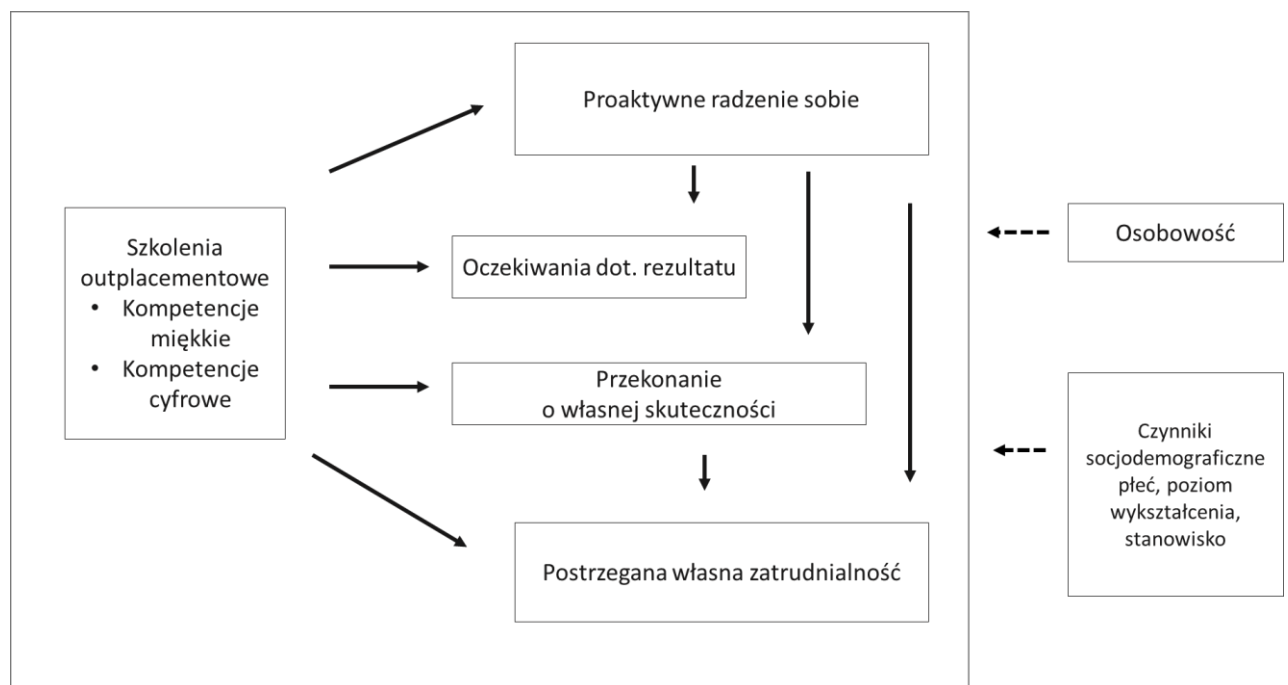 Proaktywne radzenie sobie
Szkolenia
outplacementowe
• Kompetencje
miękkie
• Kompetencje
cyfrowe
Oczekiwania dot. rezultatu
Przekonanie
o własnej skuteczności
Postrzegana własna zatrudnialność
Osobowość
Czynniki
socjodemograficzne
płeć, poziom
wykształcenia,
stanowisko